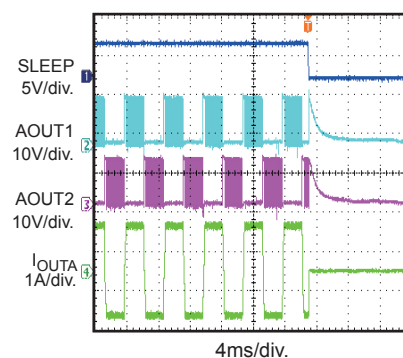 T
SLEEP
5V/div.
1
AOUT1
10V/div.
2
AOUT2
10V/div.
3
IOUTA
1A/div.
4
4ms/div.